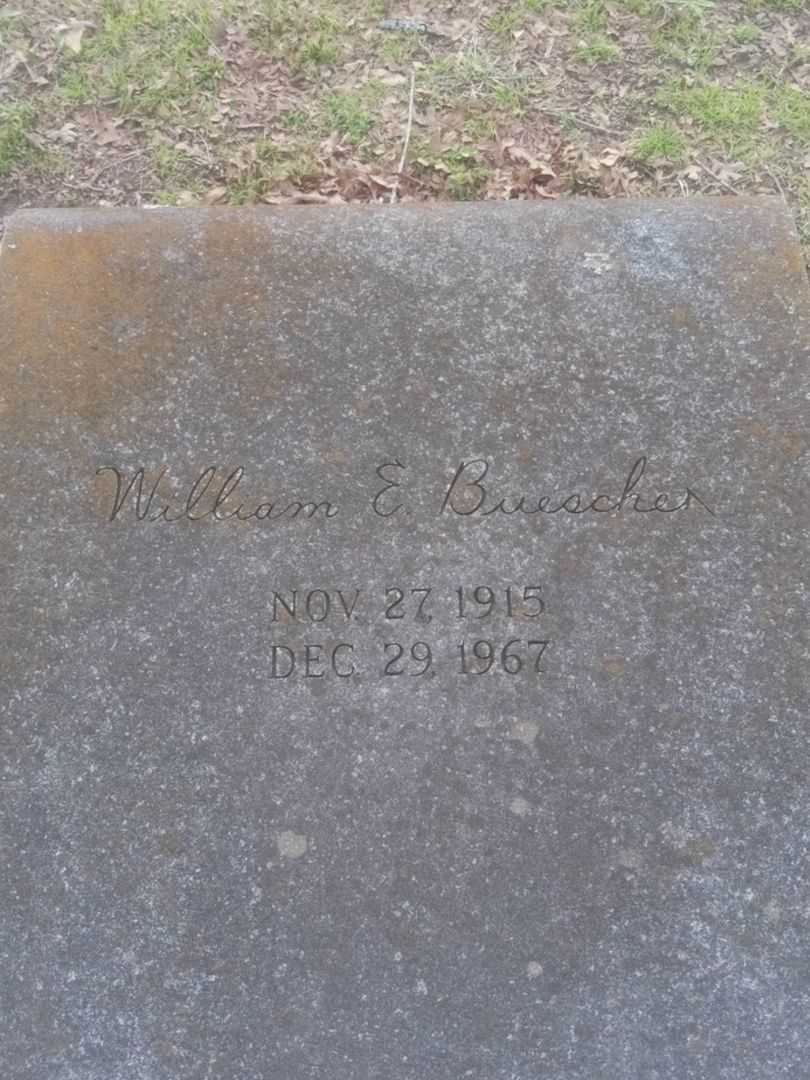 William E. Buescher
NOV. 27, 1915
DEC. 29, 1967